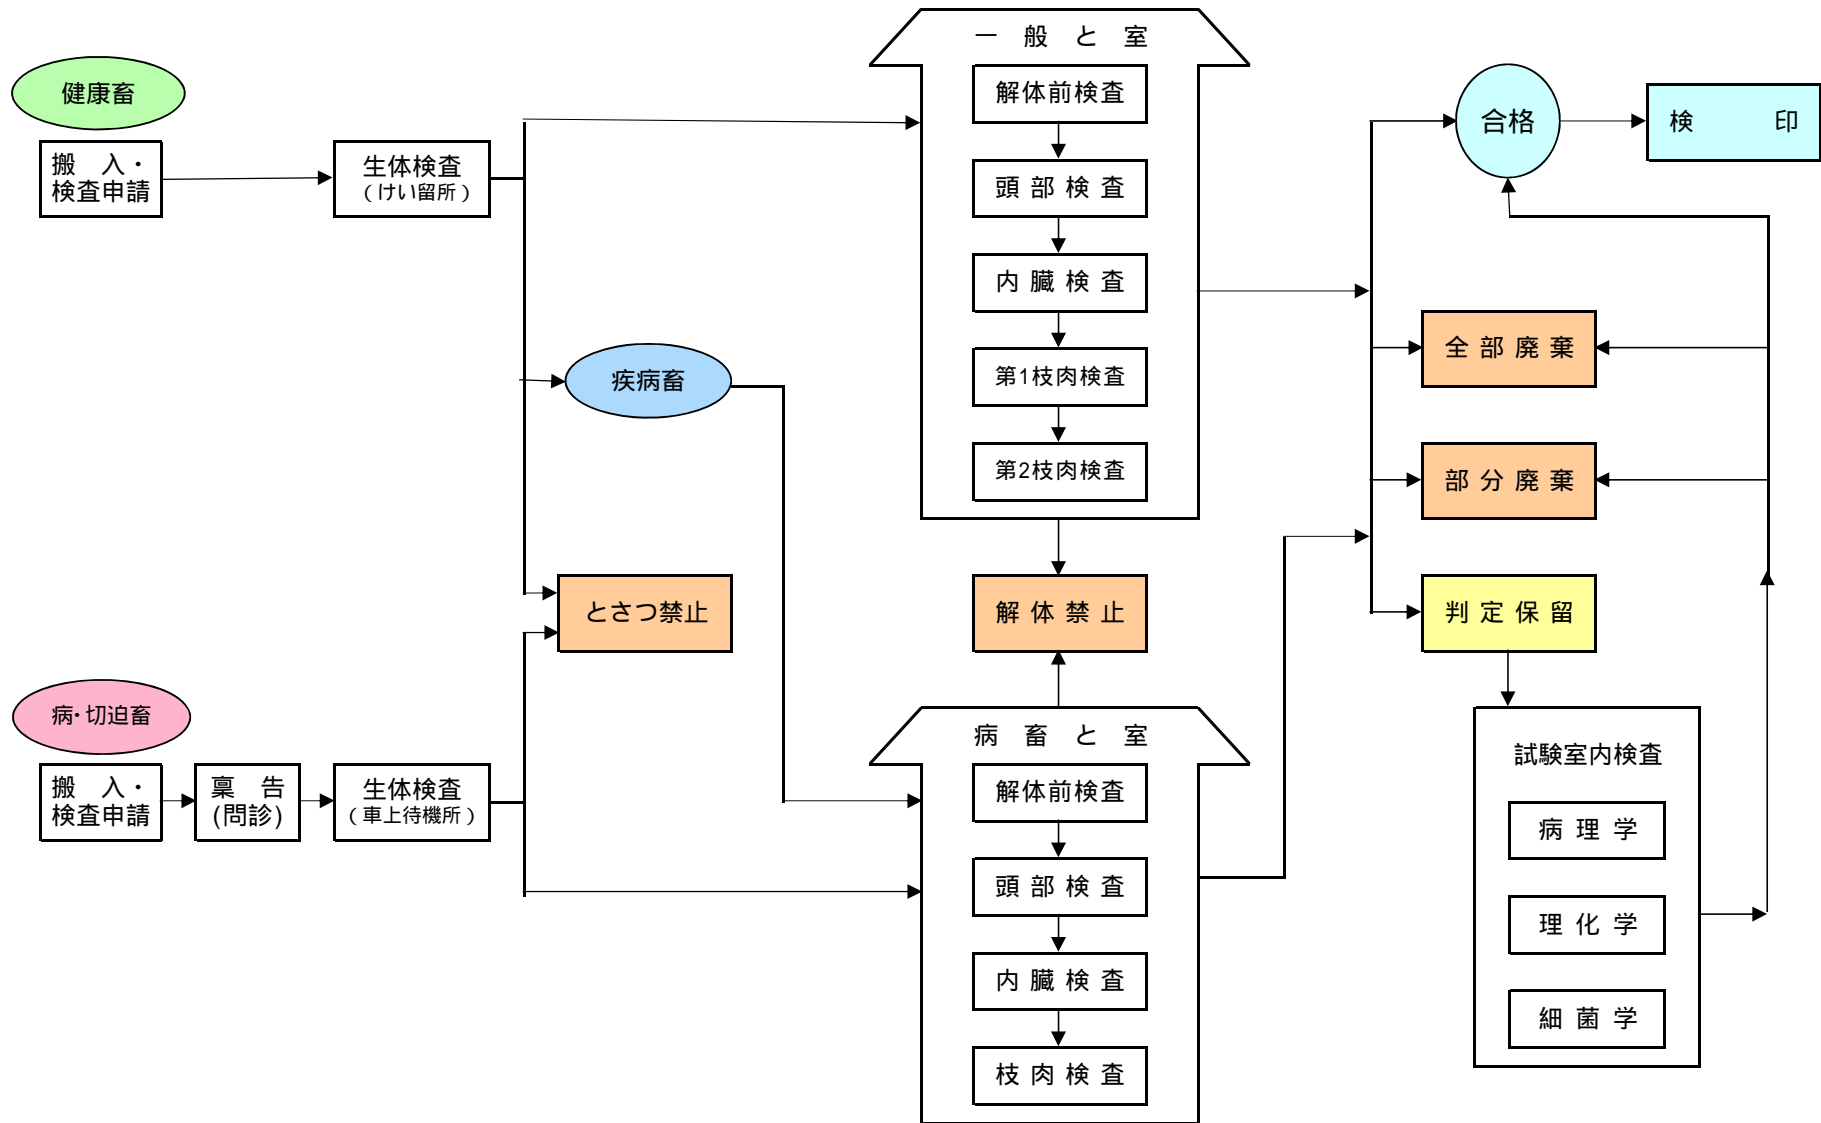 健康畜
搬　入・
検査申請
生体検査
（けい留所）
疾病畜
とさつ禁止
病・切迫畜
搬　入・
検査申請
稟　告
(問診)
生体検査
（車上待機所）
一　般　と　室
解体前検査
頭部検査
内臓検査
第1枝肉検査
第2枝肉検査
解体禁止
病　畜　と　室
解体前検査
頭部検査
内臓検査
枝肉検査
合格
検　　印
全部廃棄
部分廃棄
判定保留
試験室内検査
病理学
理化学
細菌学